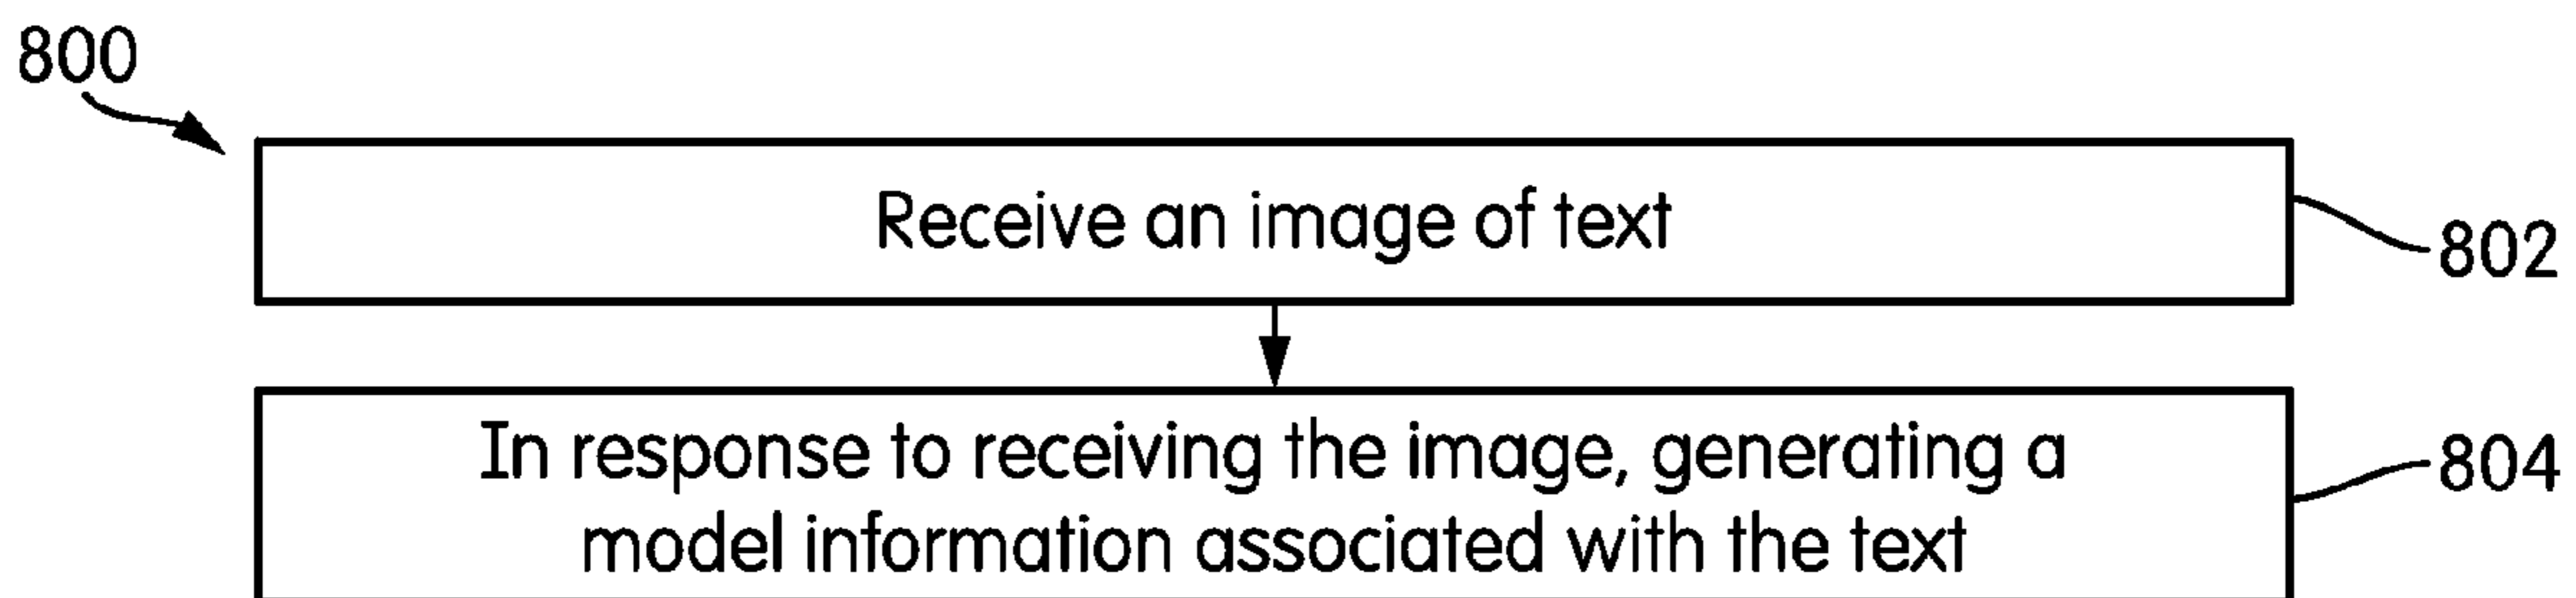 800
Receive an image of text
802
In response to receiving the image, generating a
model information associated with the text
804